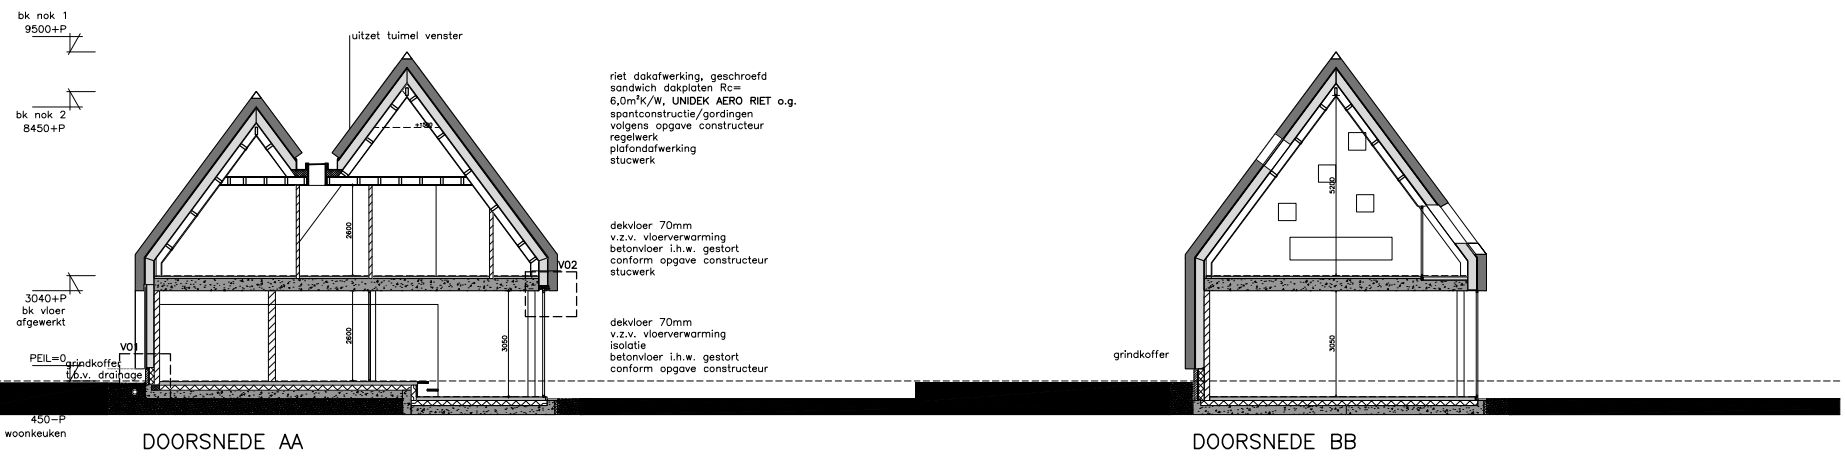 bk nok 1
9500+P
uitzet tuimel venster
bk nok 2
8450+P
riet dakafwerking, geschroefd
sandwich dakplaten Rc=
6,0m²K/W, UNIDEK AERO RIET o.g.
spantconstructie/gordingen
volgens opgave constructeur
regelwerk
plafondafwerking
stucwerk
±1500
5200
2600
dekvloer 70mm
v.z.v. vloerverwarming
betonvloer i.h.w. gestort
conform opgave constructeur
stucwerk
V02
3040+P
bk vloer
afgewerkt
2600
3050
3050
dekvloer 70mm
v.z.v. vloerverwarming
isolatie
betonvloer i.h.w. gestort
conform opgave constructeur
V01
PEIL=0
grindkoffer
t.b.v. drainage
grindkoffer
450-P
woonkeuken
DOORSNEDE AA
DOORSNEDE BB